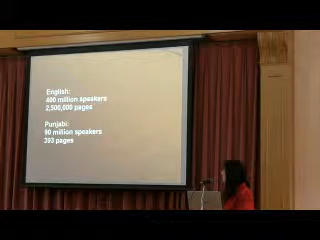 English:
400 million speakers
2,500,000 pages
Punjabi:
90 million speakers
393 pages